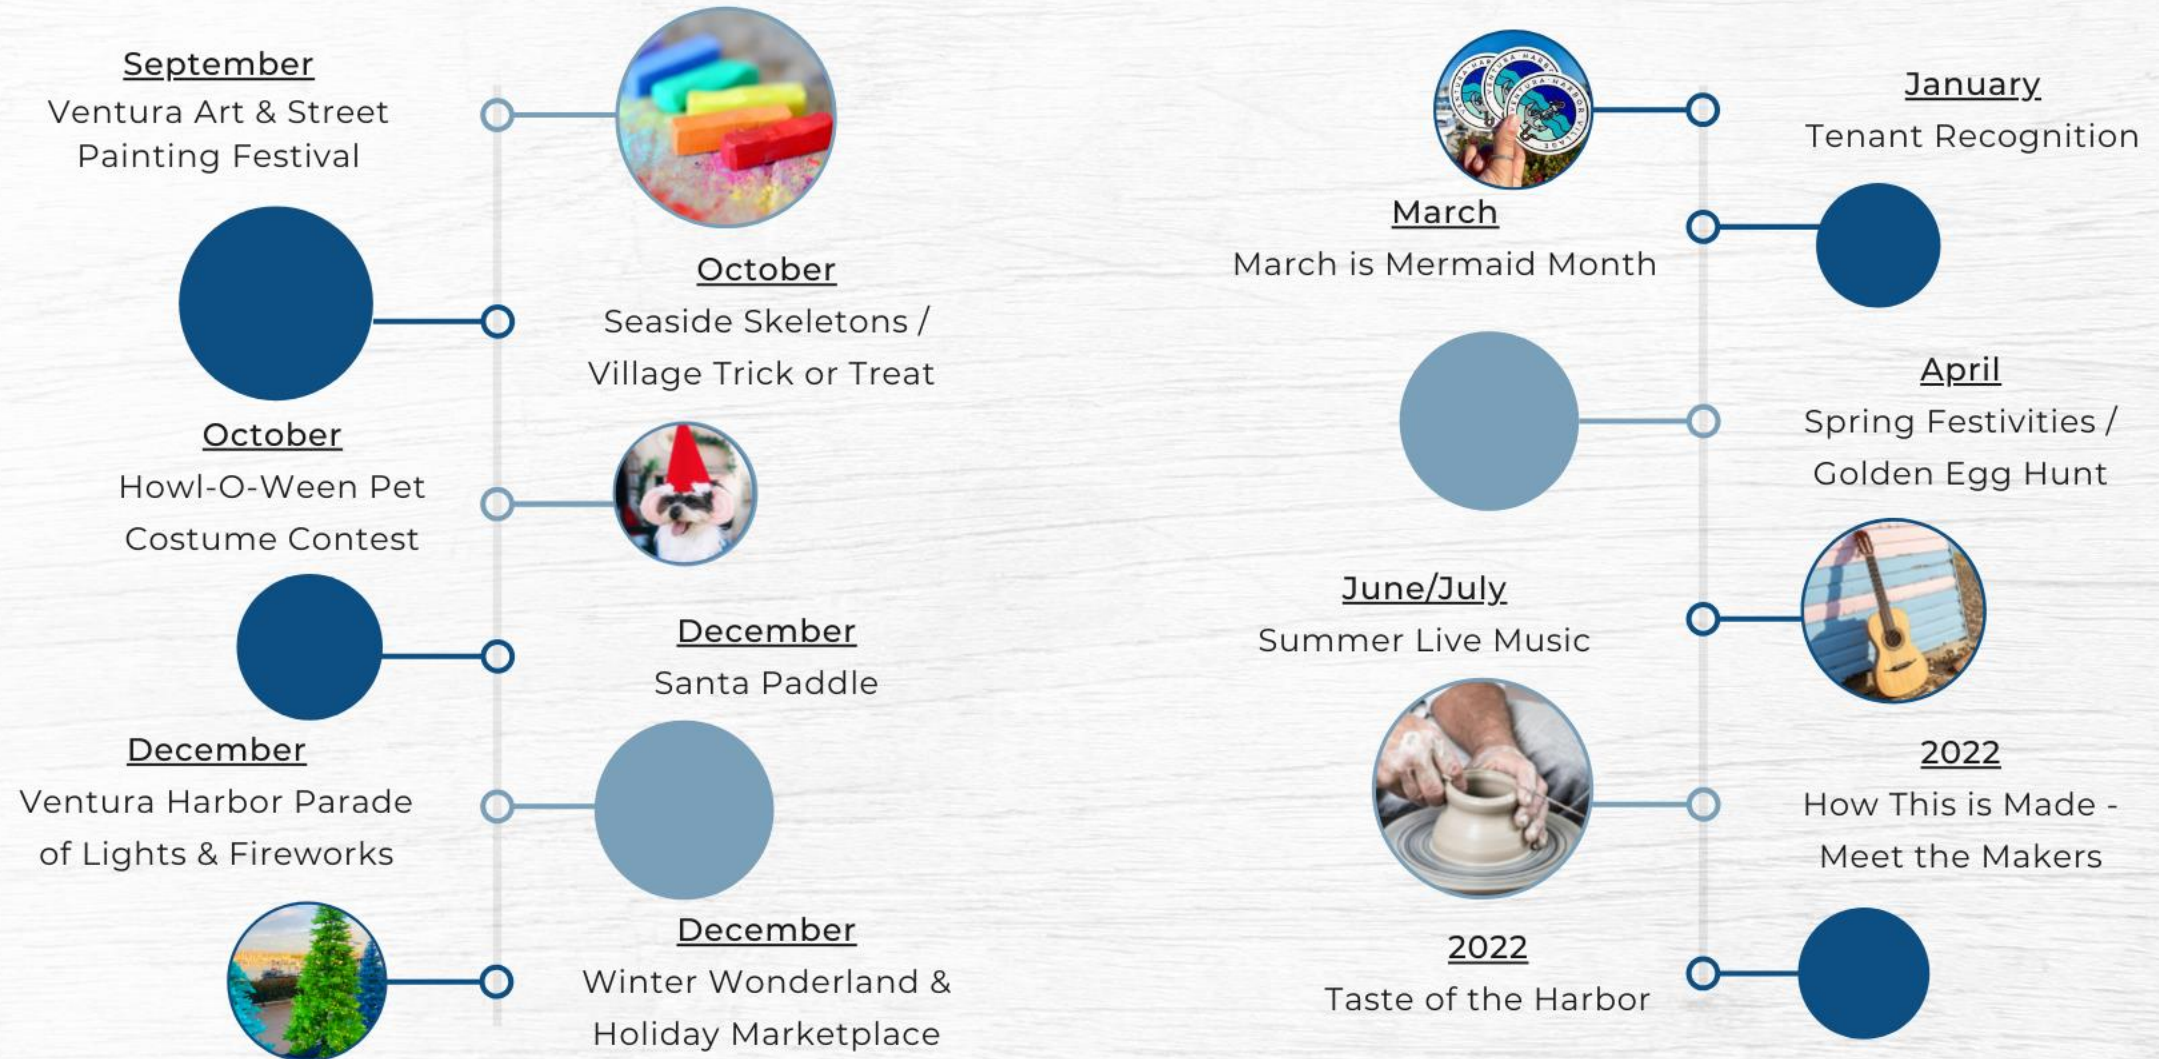 September
Ventura Art & Street
Painting Festival
October
Seaside Skeletons /
Village Trick or Treat
October
Howl-O-Ween Pet
Costume Contest
December
Santa Paddle
December
Ventura Harbor Parade
of Lights & Fireworks
December
Winter Wonderland &
Holiday Marketplace
VENTURA HARBOR VILLAGE
January
Tenant Recognition
March
March is Mermaid Month
April
Spring Festivities /
Golden Egg Hunt
June/July
Summer Live Music
2022
How This is Made -
Meet the Makers
2022
Taste of the Harbor